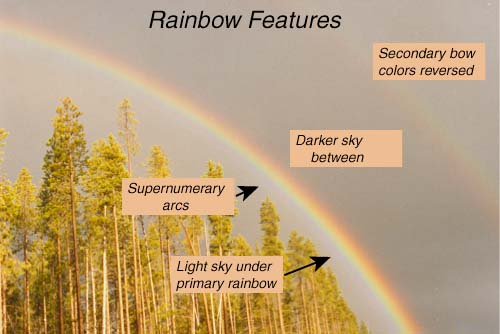 Rainbow Features
Secondary bow
colors reversed
Darker sky
between
Supernumerary
arcs
Light sky under
primary rainbow